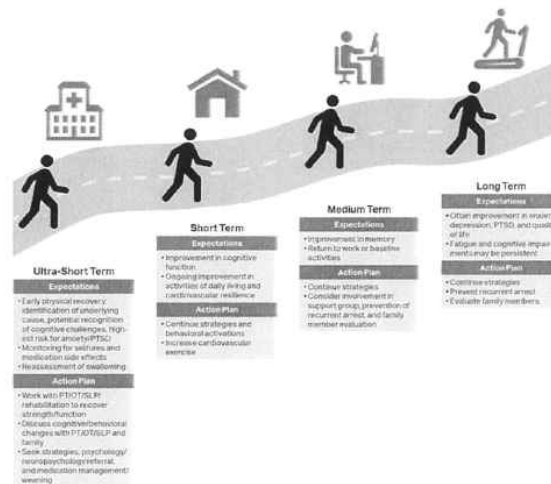 Ultra-Short Term
Expectations
• Early physical recovery,
identification of underlying
cause, potential recognition
of cognitive challenges, high-
est risk for anxiety/PTSD
• Monitoring for seizures and
medication side effects
• Reassessment of swallowing
Action Plan
• Work with PT/OT/SLP/
rehabilitation to recover
strength/function
• Discuss cognitive/behavioral
changes with PT/OT/SLP and
family
• Seek strategies, psychology/
neuropsychology referral,
and medication management/
weaning
Short Term
Expectations
• Improvement in cognitive
function
• Ongoing improvement in
activities of daily living and
cardiovascular resilience
Action Plan
• Continue strategies and
behavioral activations
• Increase cardiovascular
exercise
Medium Term
Expectations
• Improvement in memory
• Return to work or baseline
activities
Action Plan
• Continue strategies
• Consider involvement in
support group, prevention of
recurrent arrest, and family
member evaluation
Long Term
Expectations
• Often improvement in
depression, PTSD, and
of life
• Fatigue and cognitive impair-
ments may be persistent
Action Plan
• Continue strategies
• Prevent recurrent arrest
• Evaluate family members.